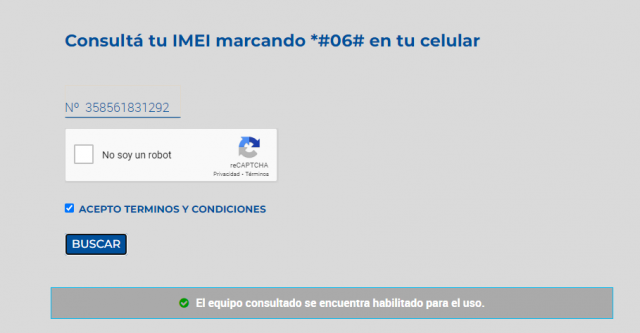 Consultá tu IMEI marcando *#06# en tu celular
Nº 358561831292
No soy un robot
reCAPTCHA
Privacidad - Términos
ACEPTO TERMINOS Y CONDICIONES
BUSCAR
El equipo consultado se encuentra habilitado para el uso.